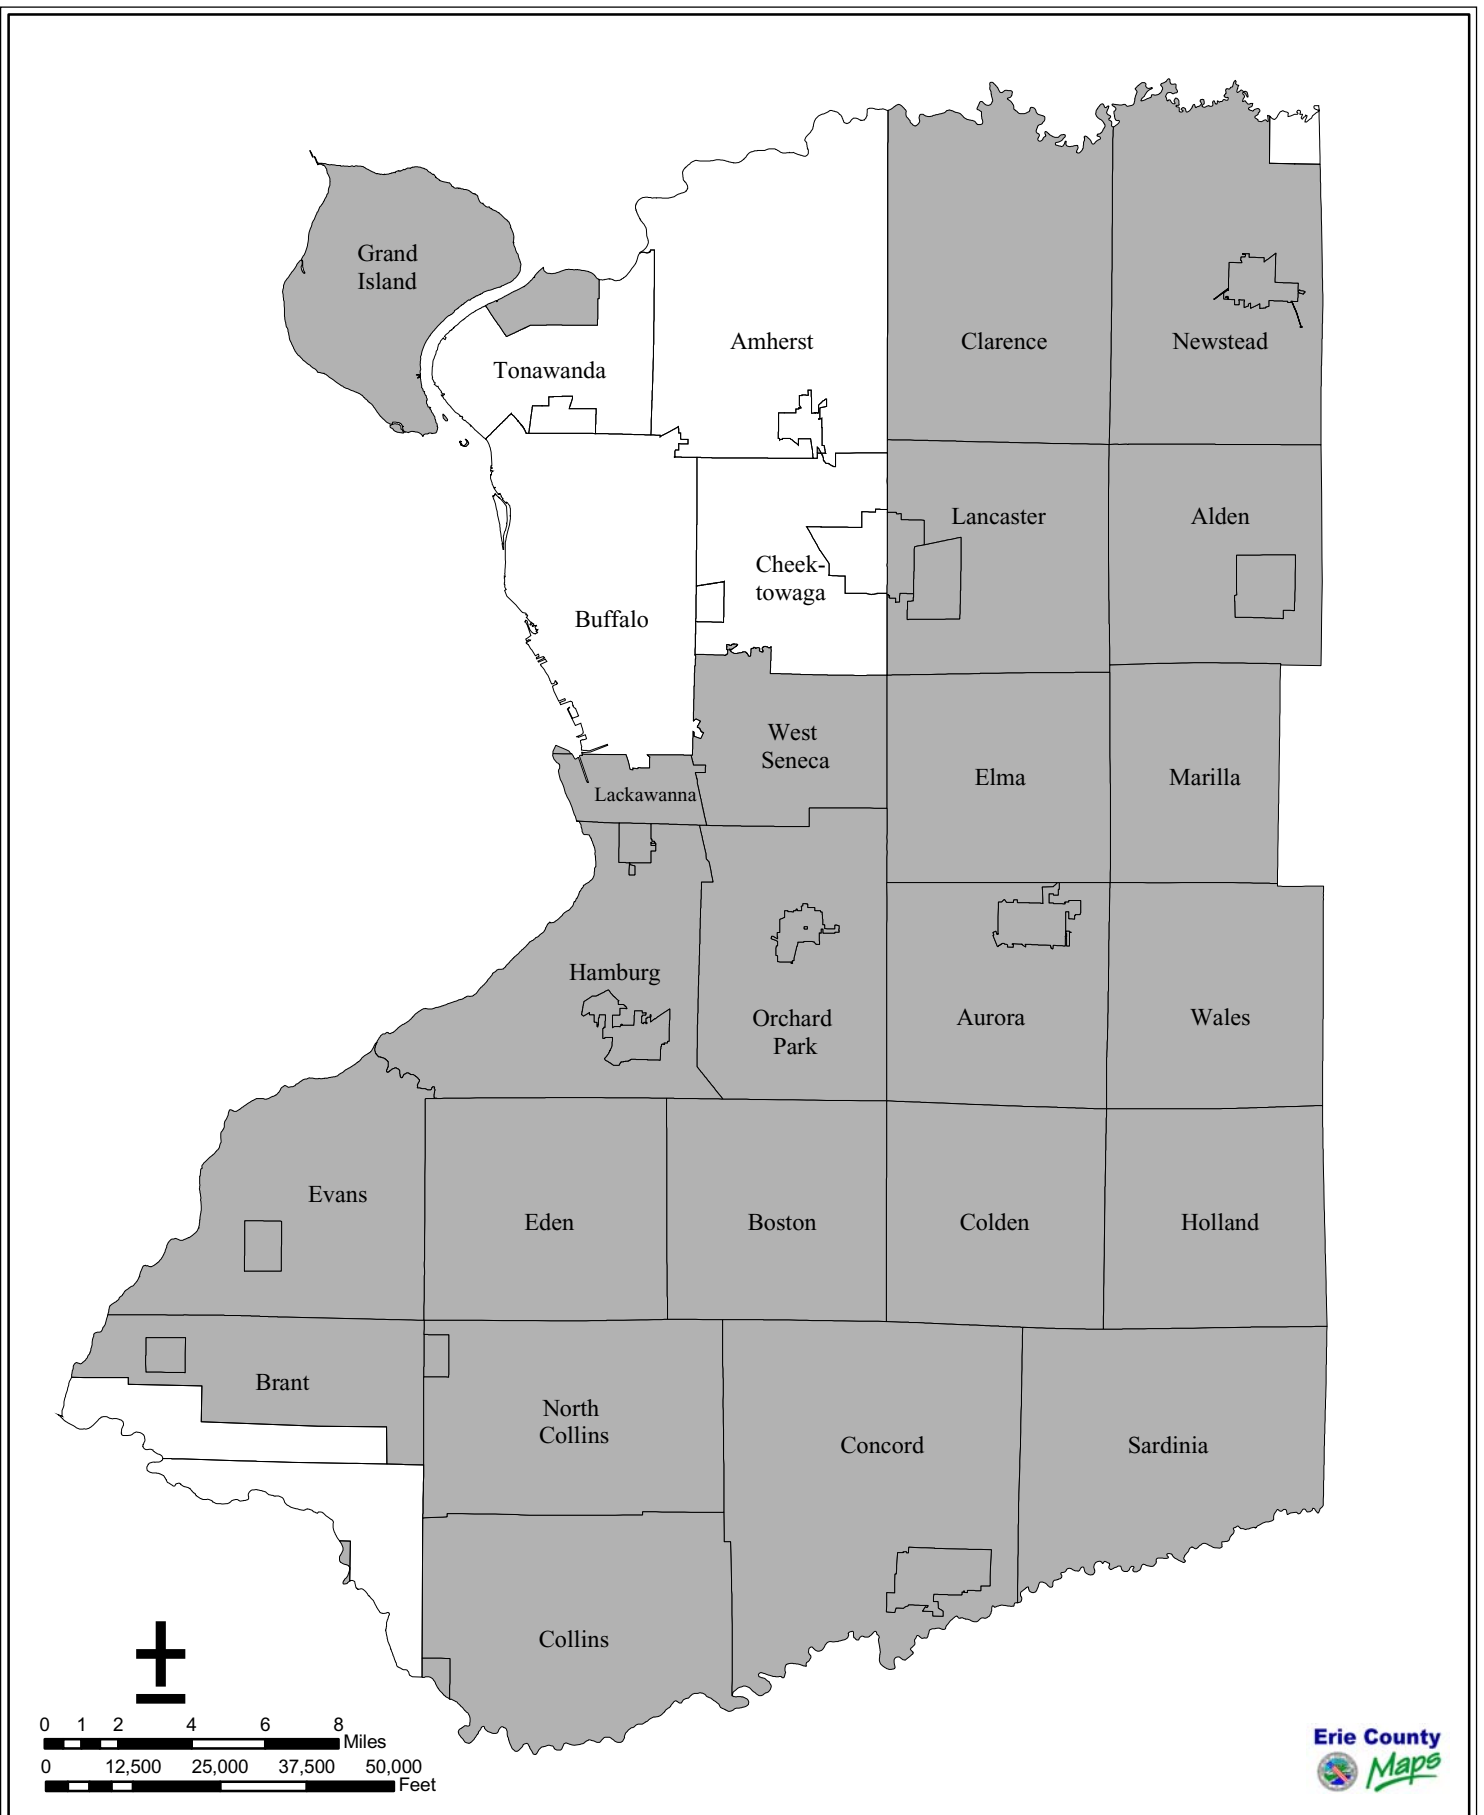 Grand
Island
Amherst
Clarence
Newstead
Tonawanda
Lancaster
Alden
Cheek-
towaga
Buffalo
West
Seneca
Elma
Marilla
Lackawanna
Hamburg
Orchard
Park
Aurora
Wales
Evans
Eden
Boston
Colden
Holland
Brant
North
Collins
Concord
Sardinia
Collins
±
0 1 2 4 6 8
Miles
0 12,500 25,000 37,500 50,000
Feet
Erie County
Maps